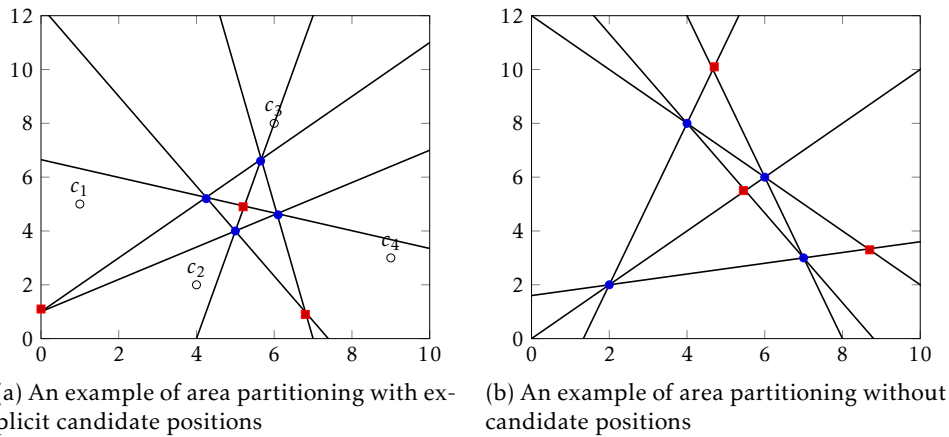 12
10
8
6
4
2
0
0 2 4 6 8 10
c3
c1
c4
c2
12
10
8
6
4
2
0
0 2 4 6 8 10
(a) An example of area partitioning with ex-
plicit candidate positions
(b) An example of area partitioning without
candidate positions